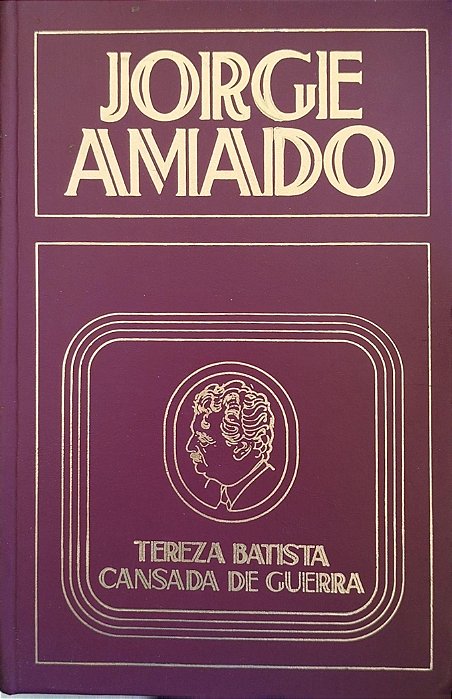 JORGE
AMADO
TEREZA BATISTA
CANSADA DE GUERRA